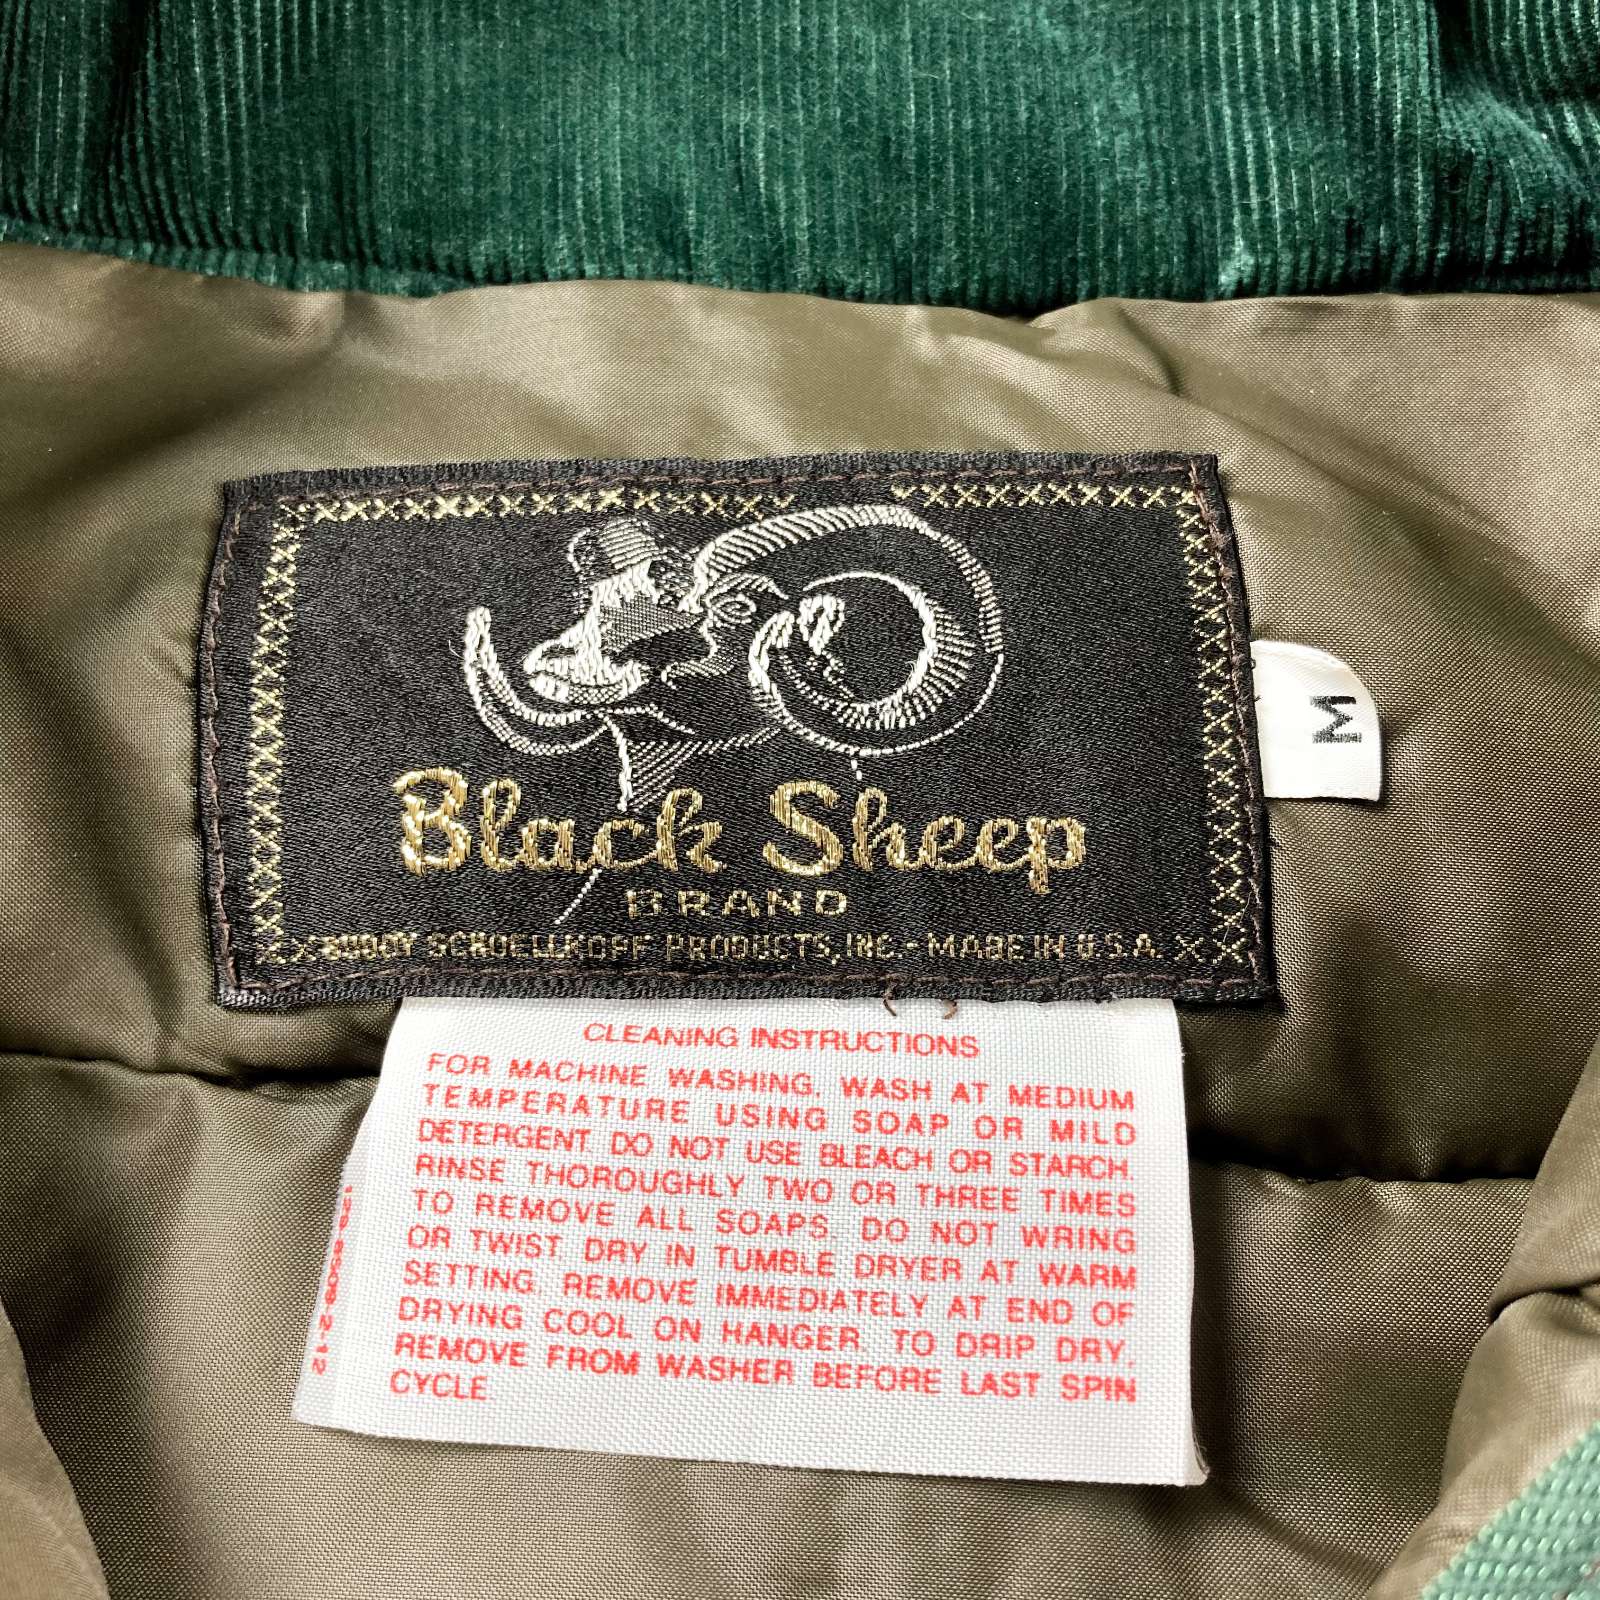 Black Sheep
BRAND
BUDDY SCHOELLKOPF PRODUCTS, INC. - MADE IN U.S.A.
M
CLEANING INSTRUCTIONS
FOR MACHINE WASHING, WASH AT MEDIUM
TEMPERATURE USING SOAP OR MILD
DETERGENT. DO NOT USE BLEACH OR STARCH.
RINSE THOROUGHLY TWO OR THREE TIMES
TO REMOVE ALL SOAPS. DO NOT WRING
OR TWIST. DRY IN TUMBLE DRYER AT WARM
SETTING. REMOVE IMMEDIATELY AT END OF
DRYING COOL ON HANGER. TO DRIP DRY,
REMOVE FROM WASHER BEFORE LAST SPIN
CYCLE.